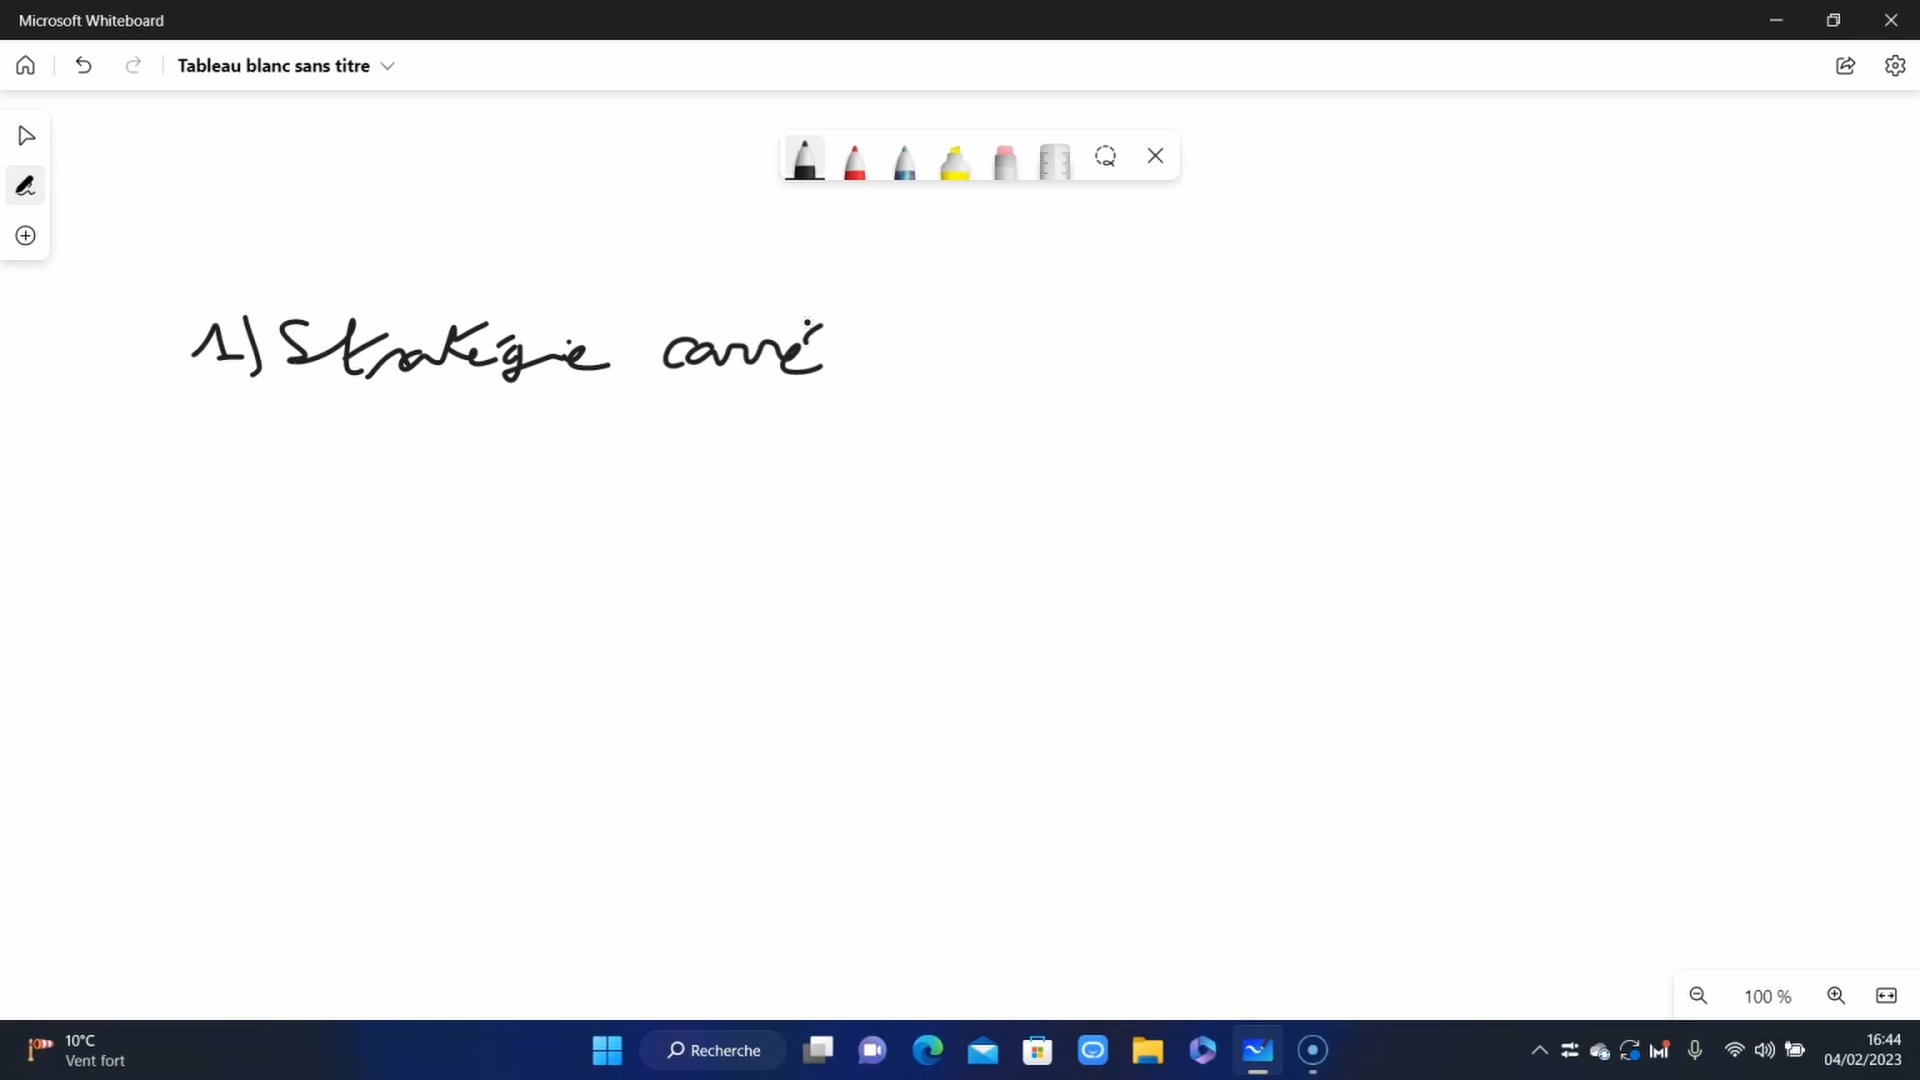 Microsoft Whiteboard
Tableau blanc sans titre
1) Stratégie carré
100 %
10°C
Vent fort
Recherche
16:44
04/02/2023